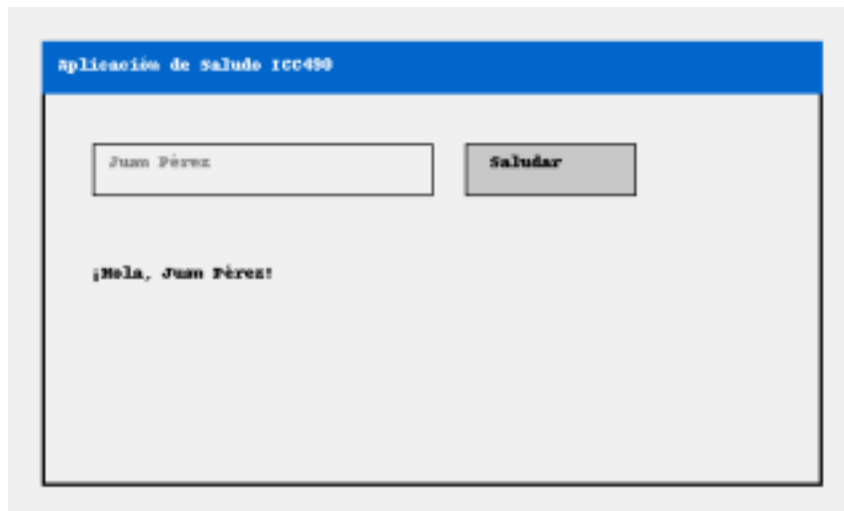 Aplicación de Saludo ICC490
Juan Pérez
Saludar
¡Hola, Juan Pérez!